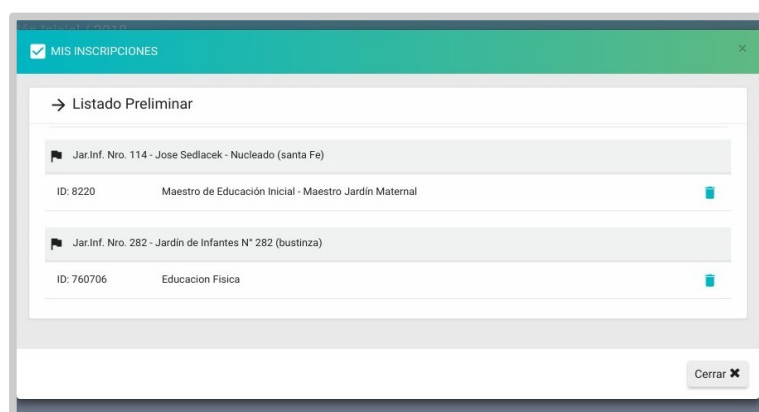 MIS INSCRIPCIONES
→ Listado Preliminar
Jar.Inf. Nro. 114 - Jose Sedlacek - Nucleado (santa Fe)
ID: 8220 Maestro de Educación Inicial - Maestro Jardín Maternal
Jar.Inf. Nro. 282 - Jardín de Infantes N° 282 (bustinza)
ID: 760706 Educacion Fisica
Cerrar ✖